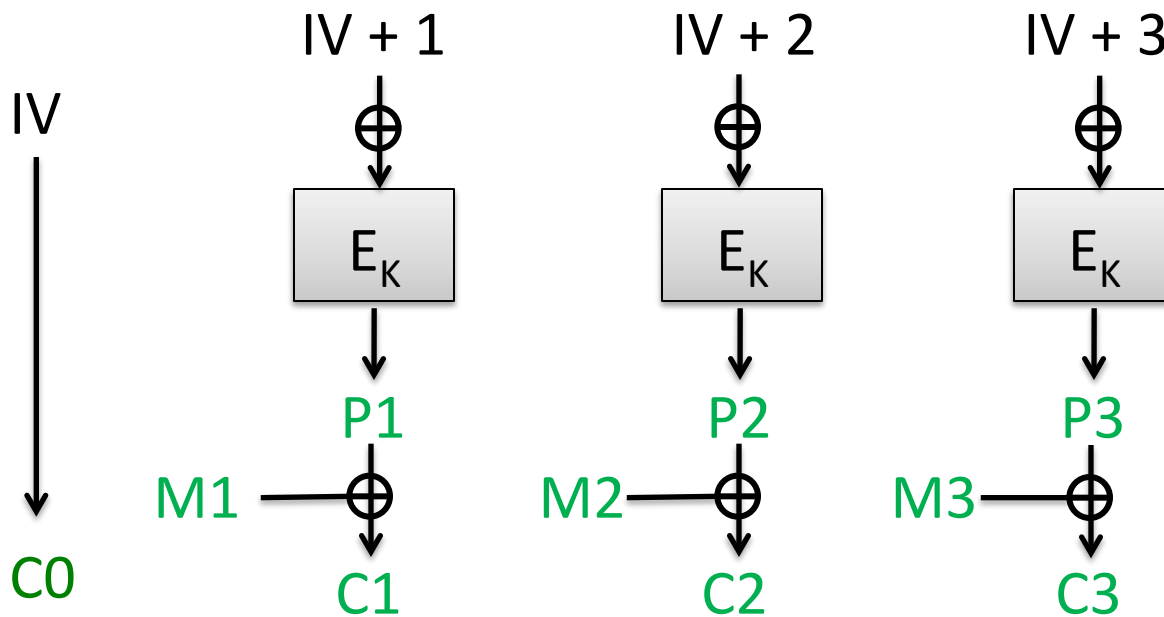 IV + 1 IV + 2 IV + 3
IV
E_K E_K E_K
P1 P2 P3
M1 M2 M3
C0 C1 C2 C3